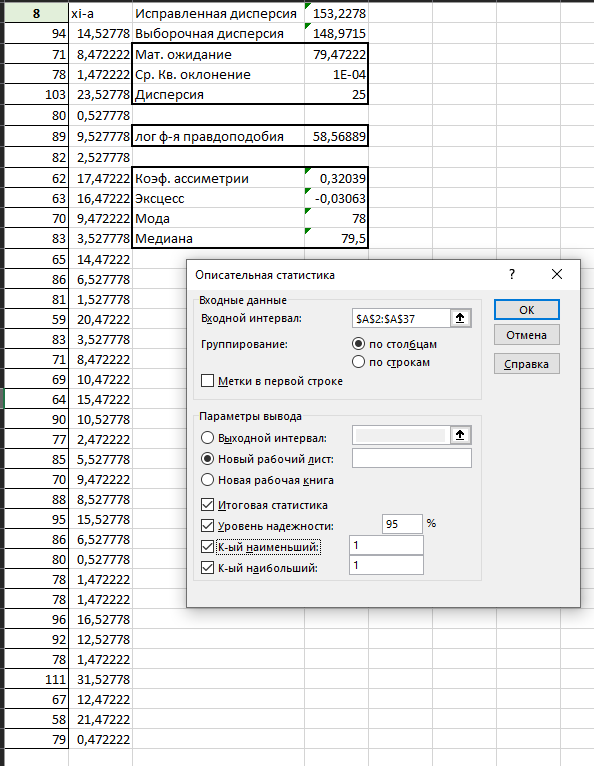 8 xi-a Исправленная дисперсия 153,2278
94 14,52778 Выборочная дисперсия 148,9715
71 8,472222 Мат. ожидание 79,47222
78 1,472222 Ср. Кв. оклонение 1E-04
103 23,52778 Дисперсия 25
80 0,527778
89 9,527778 лог ф-я правдоподобия 58,56889
82 2,527778
62 17,47222 Коэф. ассиметрии 0,32039
63 16,47222 Эксцесс -0,03063
70 9,472222 Мода 78
83 3,527778 Медиана 79,5
65 14,47222
86 6,527778
81 1,527778
59 20,47222
83 3,527778
71 8,472222
69 10,47222
64 15,47222
90 10,52778
77 2,472222
85 5,527778
70 9,472222
88 8,527778
95 15,52778
86 6,527778
80 0,527778
78 1,472222
78 1,472222
96 16,52778
92 12,52778
78 1,472222
111 31,52778
67 12,47222
58 21,47222
79 0,472222
Описательная статистика ? ×
Входные данные
Входной интервал: $A$2:$A$37
Группирование: по столбцам
по строкам
Метки в первой строке
Параметры вывода
Выходной интервал:
Новый рабочий лист:
Новая рабочая книга
Итоговая статистика
Уровень надежности: 95 %
К-ый наименьший: 1
К-ый наибольший: 1
ОК
Отмена
Справка